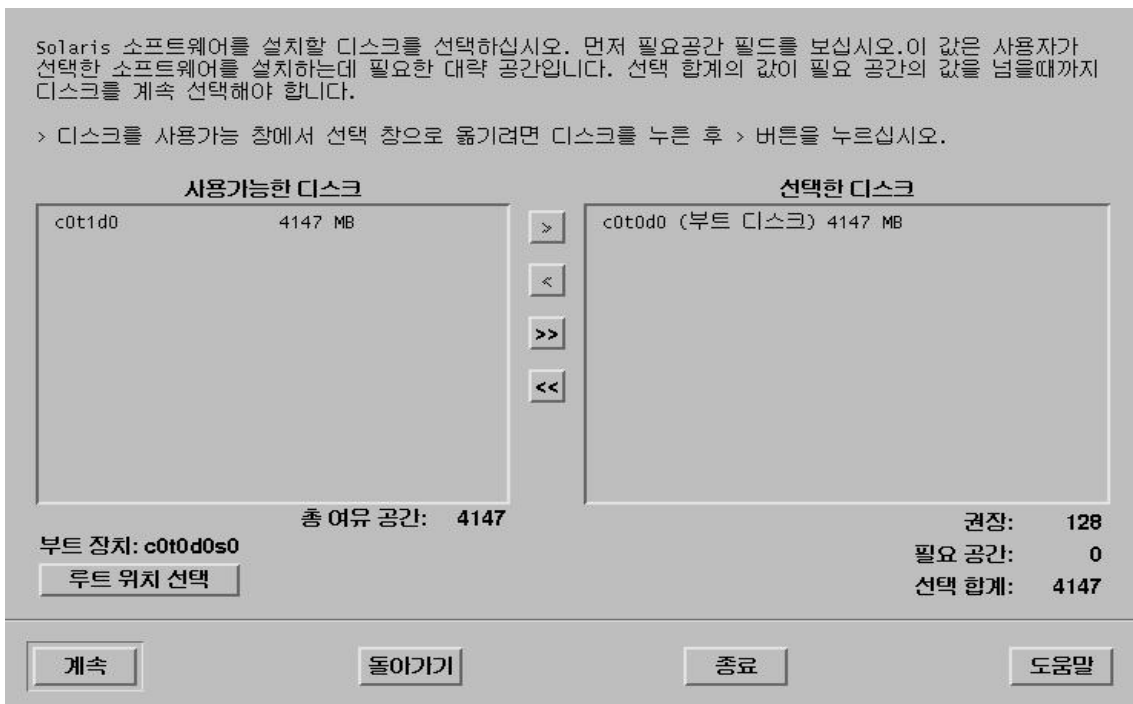 Solaris 소프트웨어를 설치할 디스크를 선택하십시오. 먼저 필요공간 필드를 보십시오.이 값은 사용자가
선택한 소프트웨어를 설치하는데 필요한 대략 공간입니다. 선택 합계의 값이 필요 공간의 값을 넘을때까지
디스크를 계속 선택해야 합니다.
> 디스크를 사용가능 창에서 선택 창으로 옮기려면 디스크를 누른 후 > 버튼을 누르십시오.
사용가능한 디스크
c0t1d0 4147 MB
총 여유 공간: 4147
부트 장치: c0t0d0s0
루트 위치 선택
>
<
>>
<<
선택한 디스크
c0t0d0 (부트 디스크) 4147 MB
권장: 128
필요 공간: 0
선택 합계: 4147
계속 돌아가기 종료 도움말